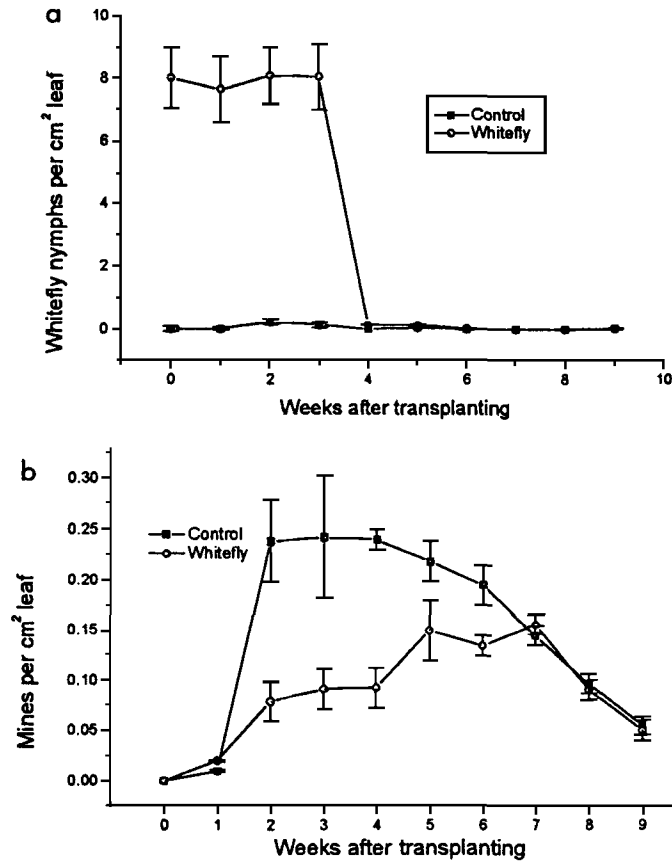 a
Whitefly nymphs per cm² leaf
10
8
6
4
2
0
Control
Whitefly
0 2 4 6 8 10
Weeks after transplanting
b
Mines per cm² leaf
0.30
0.25
0.20
0.15
0.10
0.05
0.00
Control
Whitefly
0 1 2 3 4 5 6 7 8 9
Weeks after transplanting